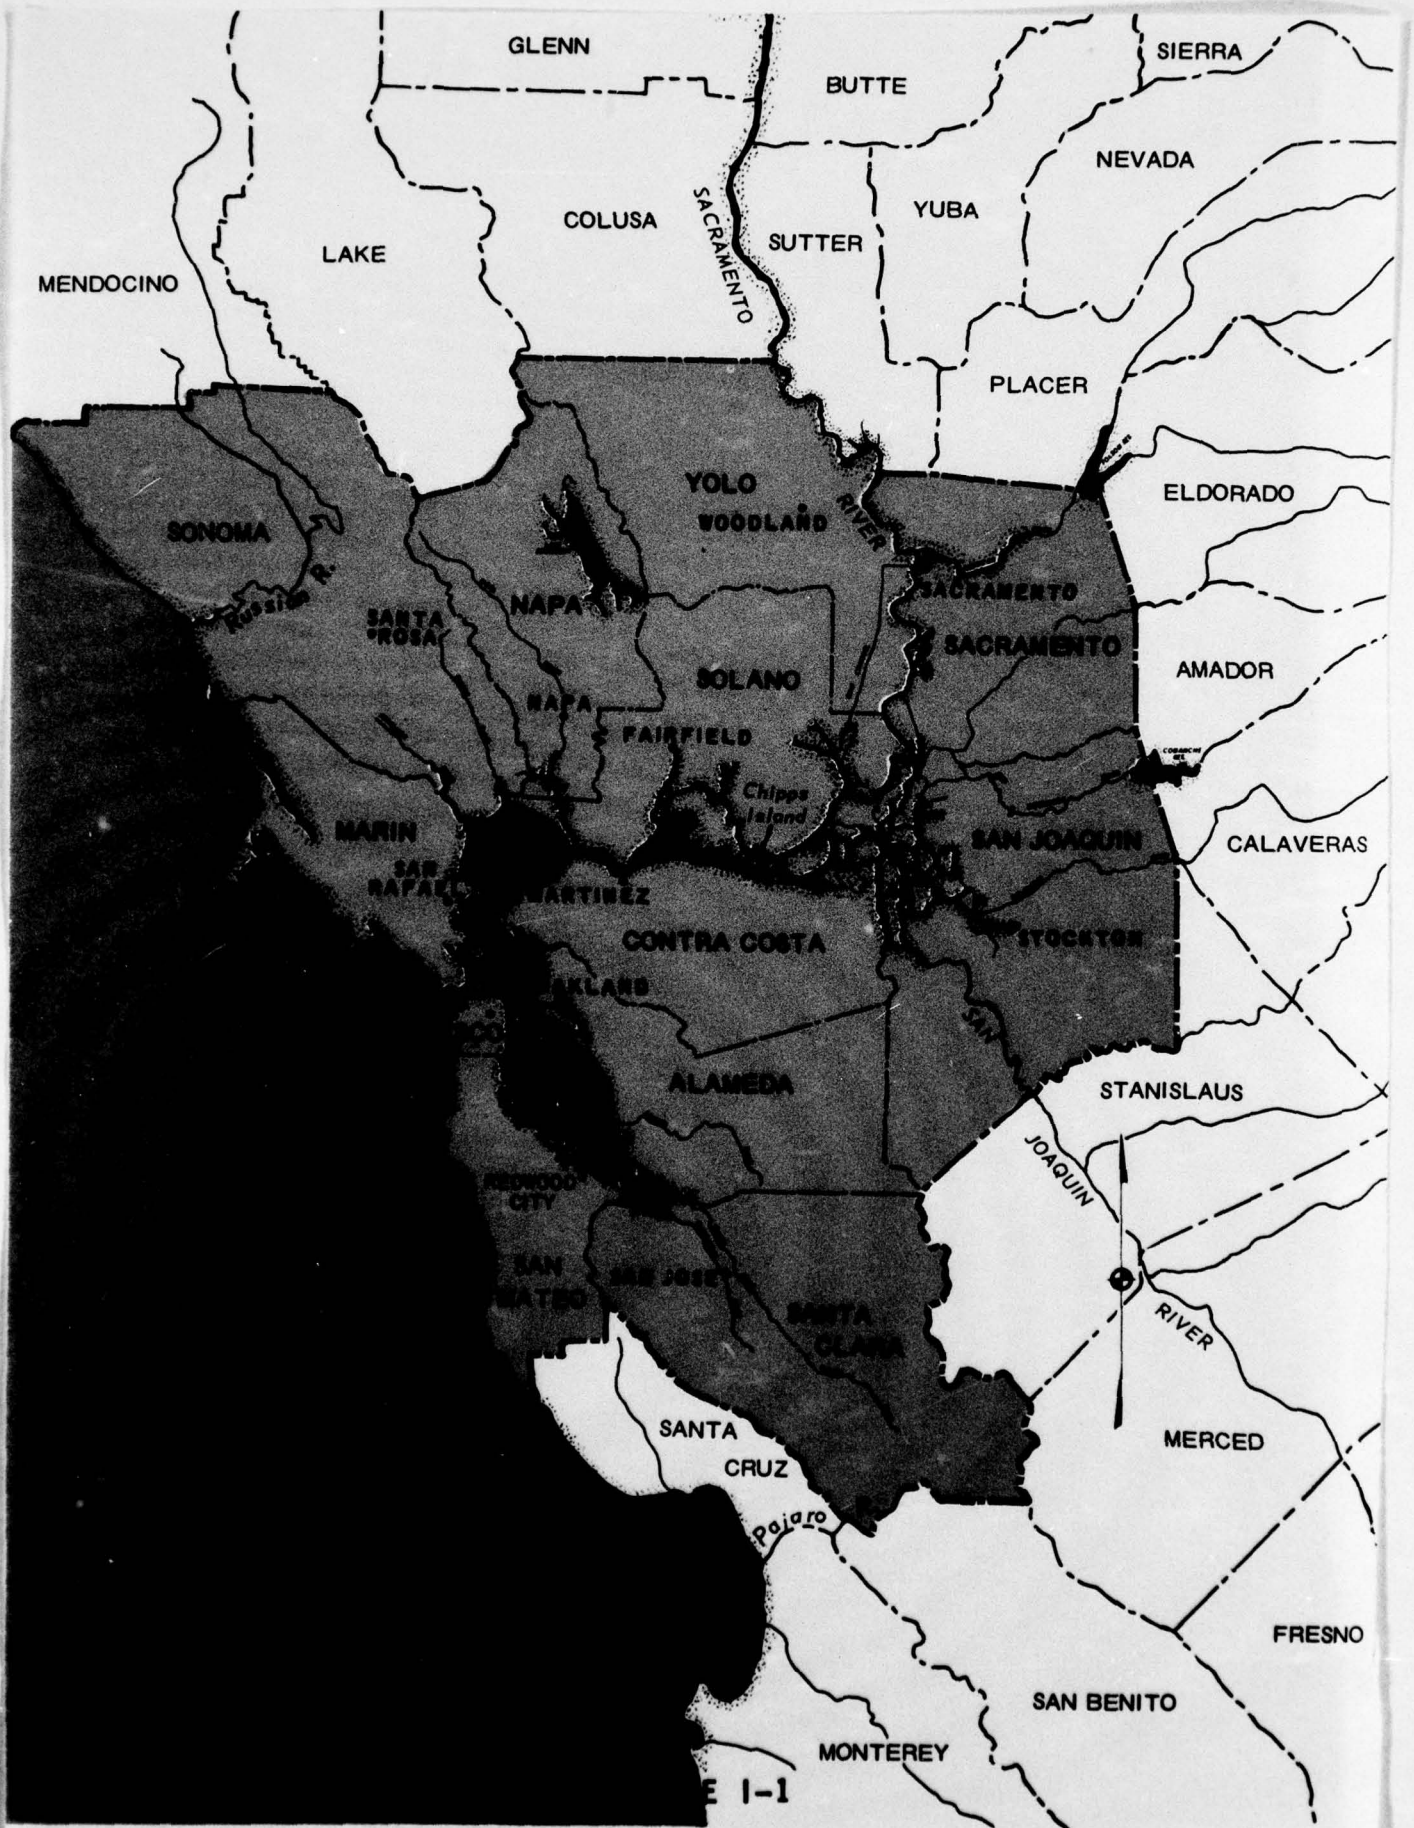 GLENN
SIERRA
BUTTE
NEVADA
COLUSA
SACRAMENTO
YUBA
SUTTER
LAKE
MENDOCINO
PLACER
YOLO
WOODLAND
RIVER
ELDORADO
SONOMA
Russian R.
NAPA
SANTA
ROSA
SACRAMENTO
SACRAMENTO
SOLANO
AMADOR
NAPA
FAIRFIELD
COMANCHE
RES.
Chipps
Island
MARIN
SAN JOAQUIN
CALAVERAS
SAN
RAFAEL
MARTINEZ
CONTRA COSTA
STOCKTON
AKLAND
SAN
ALAMEDA
STANISLAUS
JOAQUIN
REDWOOD
CITY
SAN
MATEO
SAN JOSE
SANTA
CLARA
RIVER
SANTA
CRUZ
MERCED
Pajaro R.
FRESNO
SAN BENITO
MONTEREY
E I-1